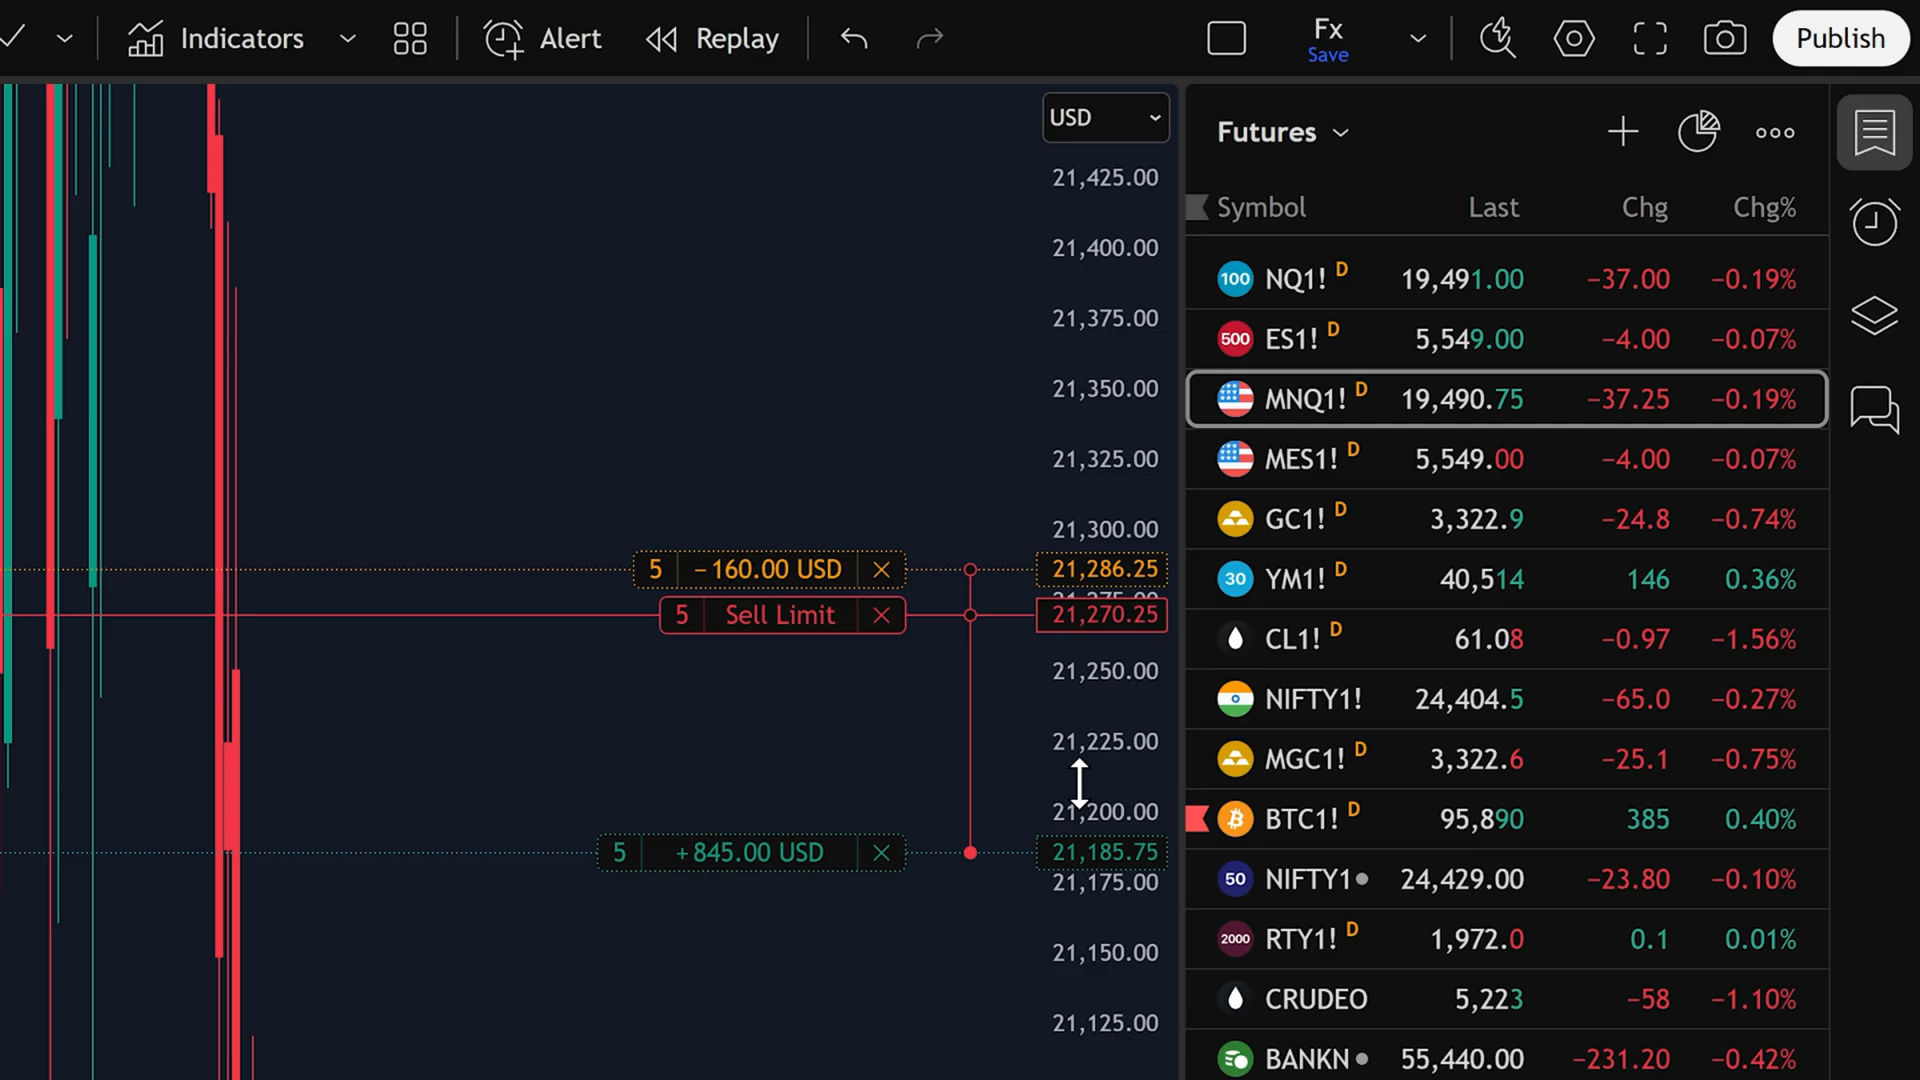 Indicators
Alert
Replay
Fx
Save
Publish
USD
21,425.00
21,400.00
21,375.00
21,350.00
21,325.00
21,300.00
5 −160.00 USD
21,286.25
5 Sell Limit
21,270.25
21,250.00
21,225.00
21,200.00
5 +845.00 USD
21,185.75
21,175.00
21,150.00
21,125.00
Futures
Symbol Last Chg Chg%
100 NQ1! D 19,491.00 −37.00 −0.19%
500 ES1! D 5,549.00 −4.00 −0.07%
MNQ1! D 19,490.75 −37.25 −0.19%
MES1! D 5,549.00 −4.00 −0.07%
GC1! D 3,322.9 −24.8 −0.74%
30 YM1! D 40,514 146 0.36%
CL1! D 61.08 −0.97 −1.56%
NIFTY1! 24,404.5 −65.0 −0.27%
MGC1! D 3,322.6 −25.1 −0.75%
BTC1! D 95,890 385 0.40%
50 NIFTY1 24,429.00 −23.80 −0.10%
2000 RTY1! D 1,972.0 0.1 0.01%
CRUDEO 5,223 −58 −1.10%
BANKN 55,440.00 −231.20 −0.42%